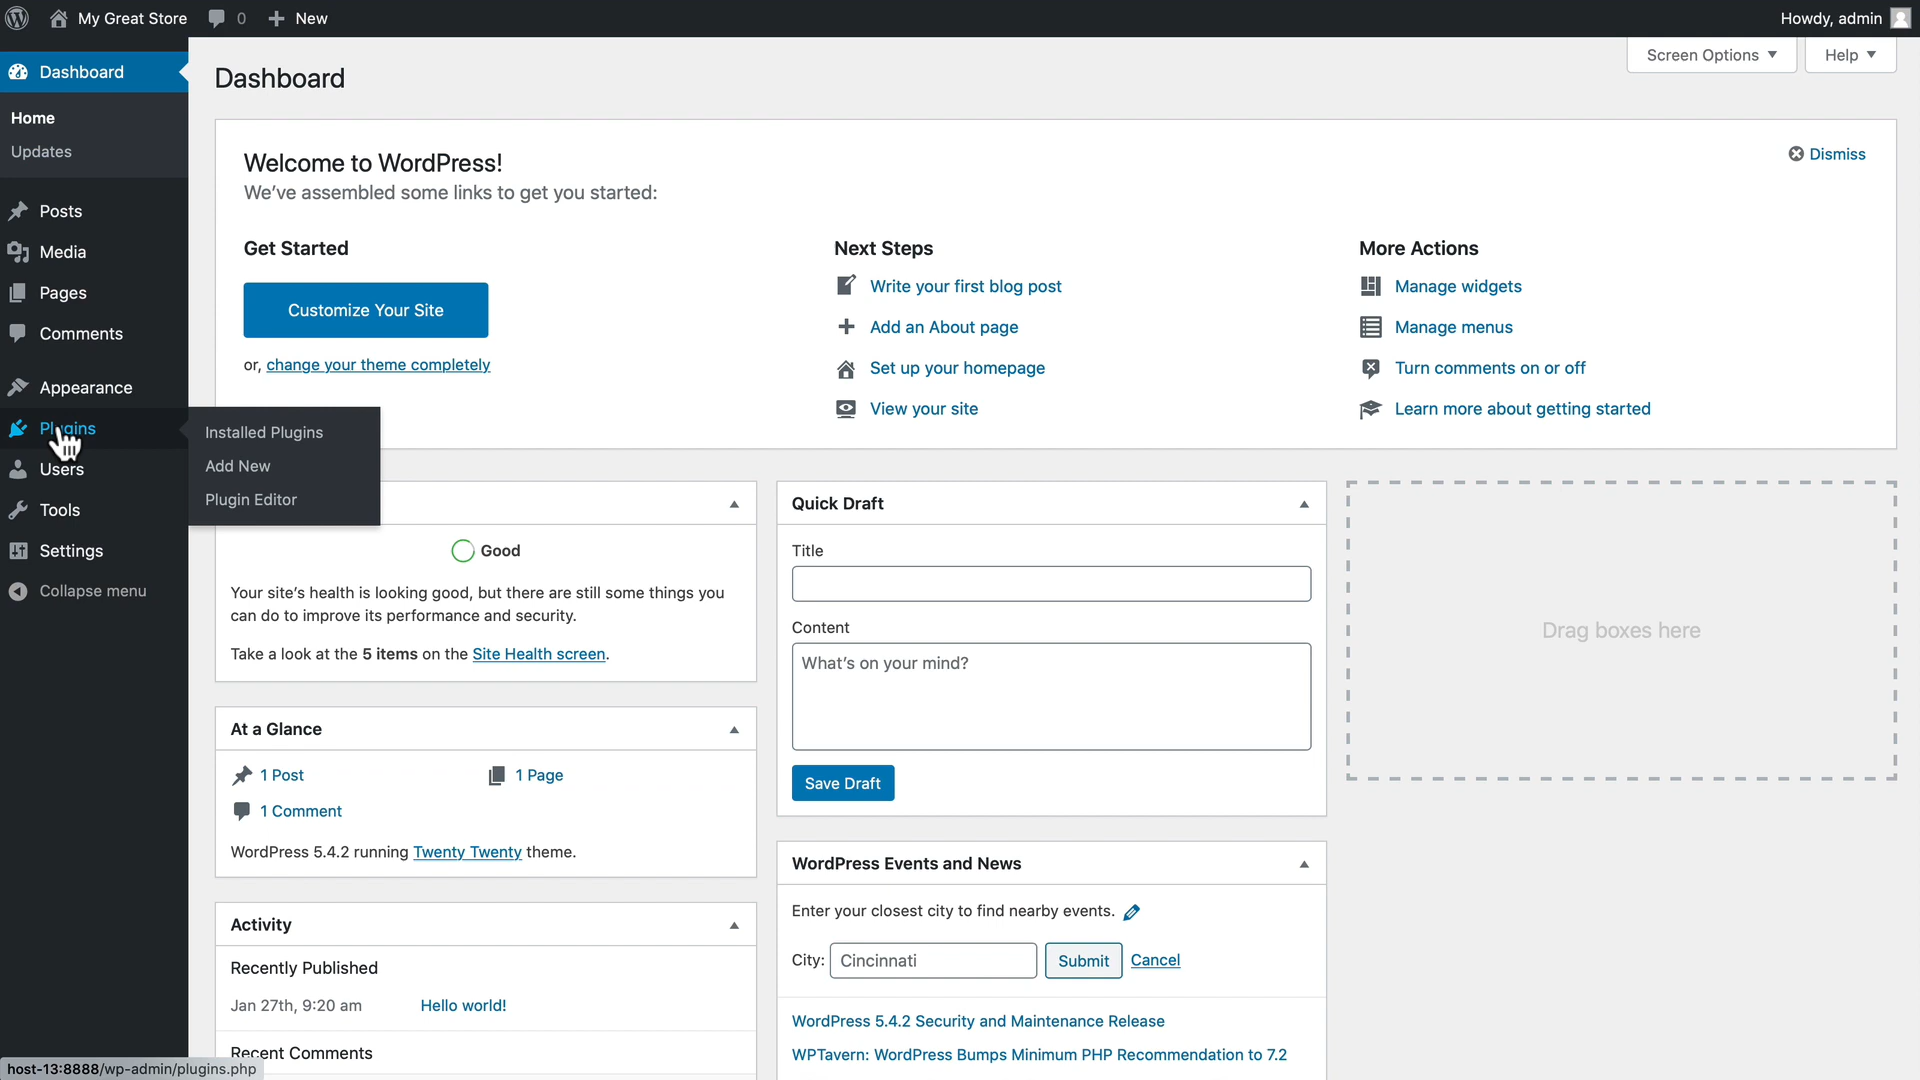 My Great Store
0
New
Howdy, admin
Screen Options
Help
Dashboard
Home
Updates
Posts
Media
Pages
Comments
Appearance
Plugins
Users
Tools
Settings
Collapse menu
Installed Plugins
Add New
Plugin Editor
Dashboard
Welcome to WordPress!
We've assembled some links to get you started:
Dismiss
Get Started
Customize Your Site
or, change your theme completely
Next Steps
Write your first blog post
Add an About page
Set up your homepage
View your site
More Actions
Manage widgets
Manage menus
Turn comments on or off
Learn more about getting started
Good
Your site's health is looking good, but there are still some things you
can do to improve its performance and security.
Take a look at the 5 items on the Site Health screen.
At a Glance
1 Post
1 Page
1 Comment
WordPress 5.4.2 running Twenty Twenty theme.
Activity
Recently Published
Jan 27th, 9:20 am
Hello world!
Recent Comments
Quick Draft
Title
Content
What's on your mind?
Save Draft
WordPress Events and News
Enter your closest city to find nearby events.
City: Cincinnati Submit Cancel
WordPress 5.4.2 Security and Maintenance Release
WPTavern: WordPress Bumps Minimum PHP Recommendation to 7.2
Drag boxes here
host-13:8888/wp-admin/plugins.php